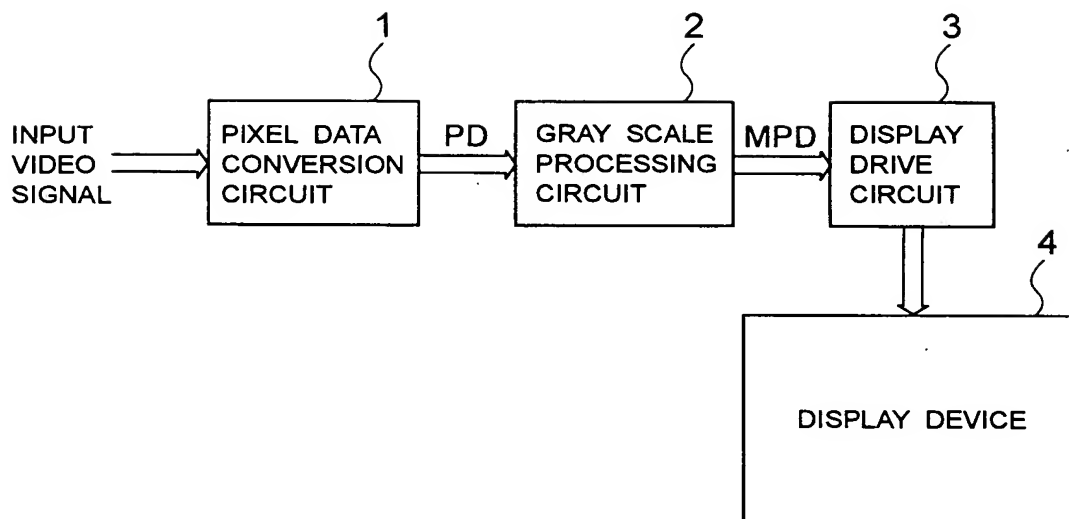 1
2
3
INPUT
VIDEO
SIGNAL
PIXEL DATA
CONVERSION
CIRCUIT
PD
GRAY SCALE
PROCESSING
CIRCUIT
MPD
DISPLAY
DRIVE
CIRCUIT
4
DISPLAY DEVICE